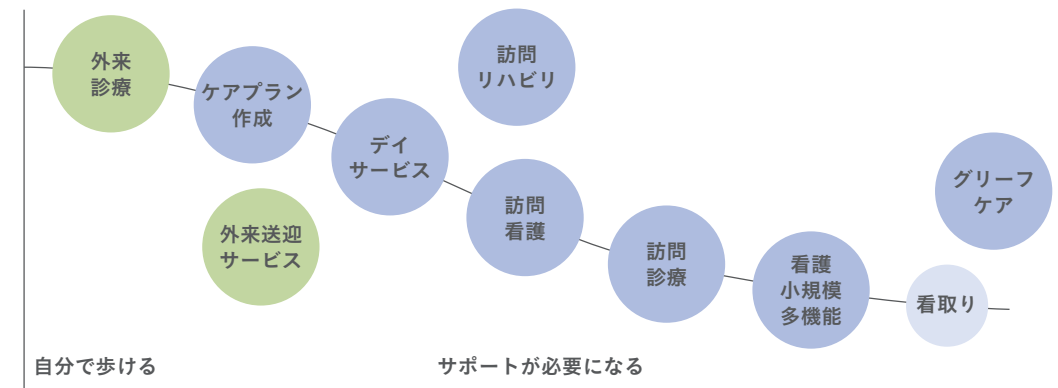 外来
診療
ケアプラン
作成
訪問
リハビリ
デイ
サービス
外来送迎
サービス
訪問
看護
訪問
診療
看護
小規模
多機能
看取り
グリーフ
ケア
自分で歩ける
サポートが必要になる